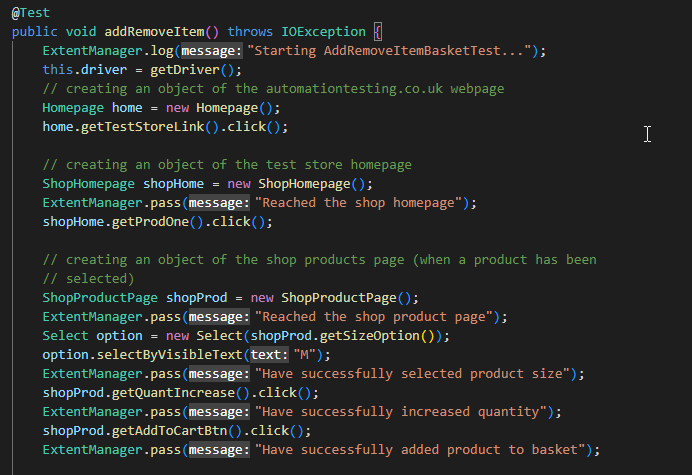 @Test
public void addRemoveItem() throws IOException {
ExtentManager.log(message: "Starting AddRemoveItemBasketTest...");
this.driver = getDriver();
// creating an object of the automationtesting.co.uk webpage
Homepage home = new Homepage();
home.getTestStoreLink().click();
// creating an object of the test store homepage
ShopHomepage shopHome = new ShopHomepage();
ExtentManager.pass(message: "Reached the shop homepage");
shopHome.getProdOne().click();
// creating an object of the shop products page (when a product has been
// selected)
ShopProductPage shopProd = new ShopProductPage();
ExtentManager.pass(message: "Reached the shop product page");
Select option = new Select(shopProd.getSizeOption());
option.selectByVisibleText(text: "M");
ExtentManager.pass(message: "Have successfully selected product size");
shopProd.getQuantIncrease().click();
ExtentManager.pass(message: "Have successfully increased quantity");
shopProd.getAddToCartBtn().click();
ExtentManager.pass(message: "Have successfully added product to basket");